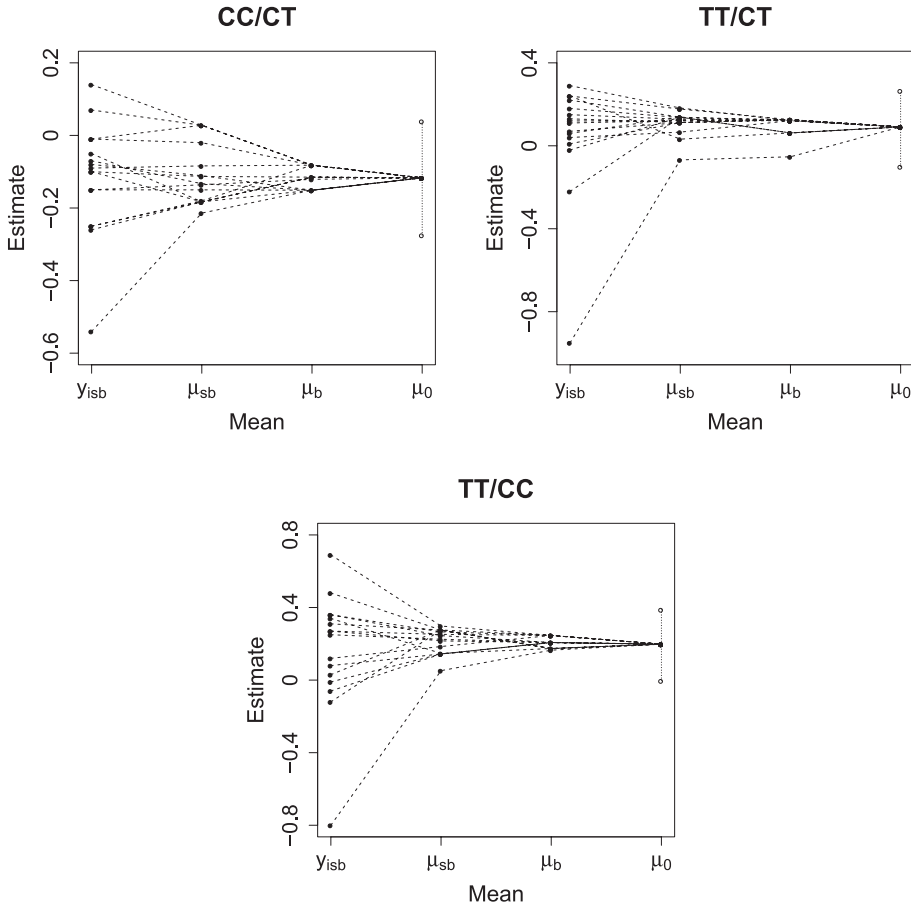 CC/CT
0.2
0
−0.2
−0.4
−0.6
Estimate
yisb
μsb
μb
μ0
Mean
TT/CT
0.4
0
−0.4
−0.8
Estimate
yisb
μsb
μb
μ0
Mean
TT/CC
0.8
0.4
0
−0.4
−0.8
Estimate
yisb
μsb
μb
μ0
Mean